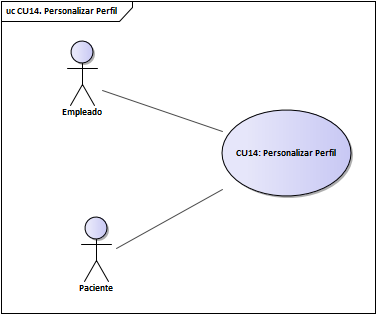 uc CU14. Personalizar Perfil
Empleado
CU14: Personalizar Perfil
Paciente